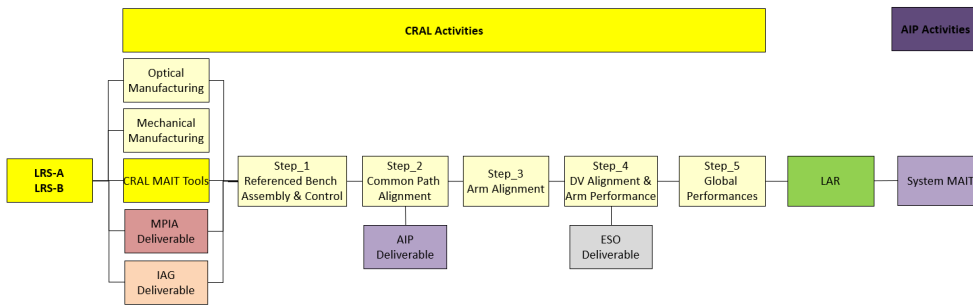 CRAL Activities
AIP Activities
Optical
Manufacturing
Mechanical
Manufacturing
LRS-A
LRS-B
CRAL MAIT Tools
MPIA
Deliverable
IAG
Deliverable
Step_1
Referenced Bench
Assembly & Control
Step_2
Common Path
Alignment
AIP
Deliverable
Step_3
Arm Alignment
Step_4
DV Alignment &
Arm Performance
ESO
Deliverable
Step_5
Global
Performances
LAR
System MAIT